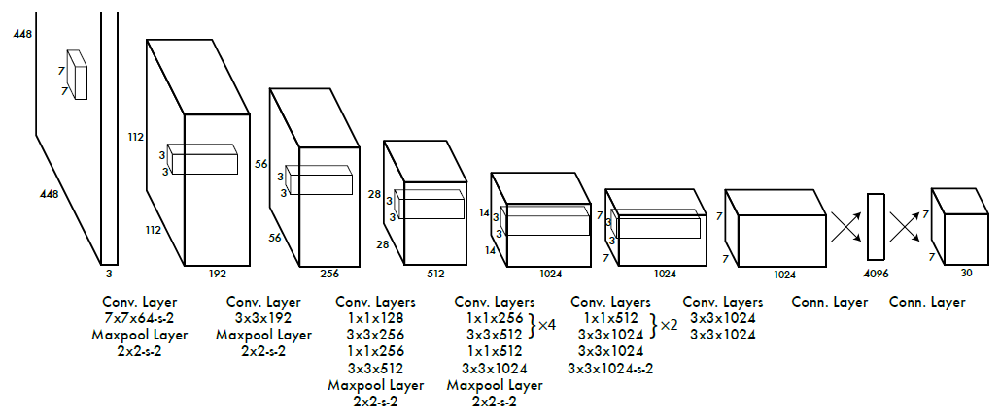 448
7
7
448
3
112
3
3
112
192
56
3
3
56
256
28
3
3
28
512
14
3
3
14
1024
7
3
3
7
1024
7
7
1024
4096
7
7
30
Conv. Layer
7x7x64-s-2
Maxpool Layer
2x2-s-2
Conv. Layer
3x3x192
Maxpool Layer
2x2-s-2
Conv. Layers
1x1x128
3x3x256
1x1x256
3x3x512
Maxpool Layer
2x2-s-2
Conv. Layers
1x1x256
3x3x512
} ×4
1x1x512
3x3x1024
Maxpool Layer
2x2-s-2
Conv. Layers
1x1x512
3x3x1024
} ×2
3x3x1024
3x3x1024-s-2
Conv. Layers
3x3x1024
3x3x1024
Conn. Layer
Conn. Layer